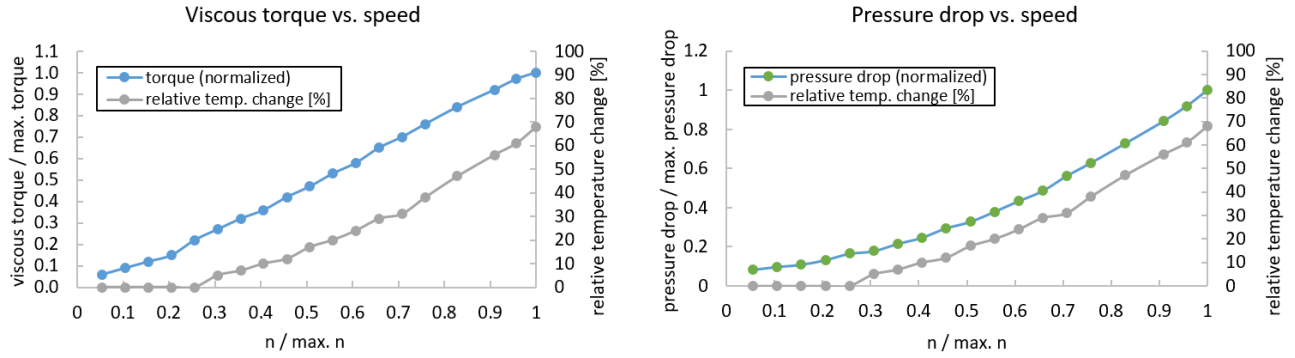 Viscous torque vs. speed
viscous torque / max. torque
1.1
1.0
0.9
0.8
0.7
0.6
0.5
0.4
0.3
0.2
0.1
0.0
torque (normalized)
relative temp. change [%]
100
90
80
70
60
50
40
30
20
10
0
relative temperature change [%]
0 0.1 0.2 0.3 0.4 0.5 0.6 0.7 0.8 0.9 1
n / max. n
Pressure drop vs. speed
pressure drop / max. pressure drop
1.2
1
0.8
0.6
0.4
0.2
0
pressure drop (normalized)
relative temp. change [%]
100
90
80
70
60
50
40
30
20
10
0
relative temperature change [%]
0 0.1 0.2 0.3 0.4 0.5 0.6 0.7 0.8 0.9 1
n / max. n